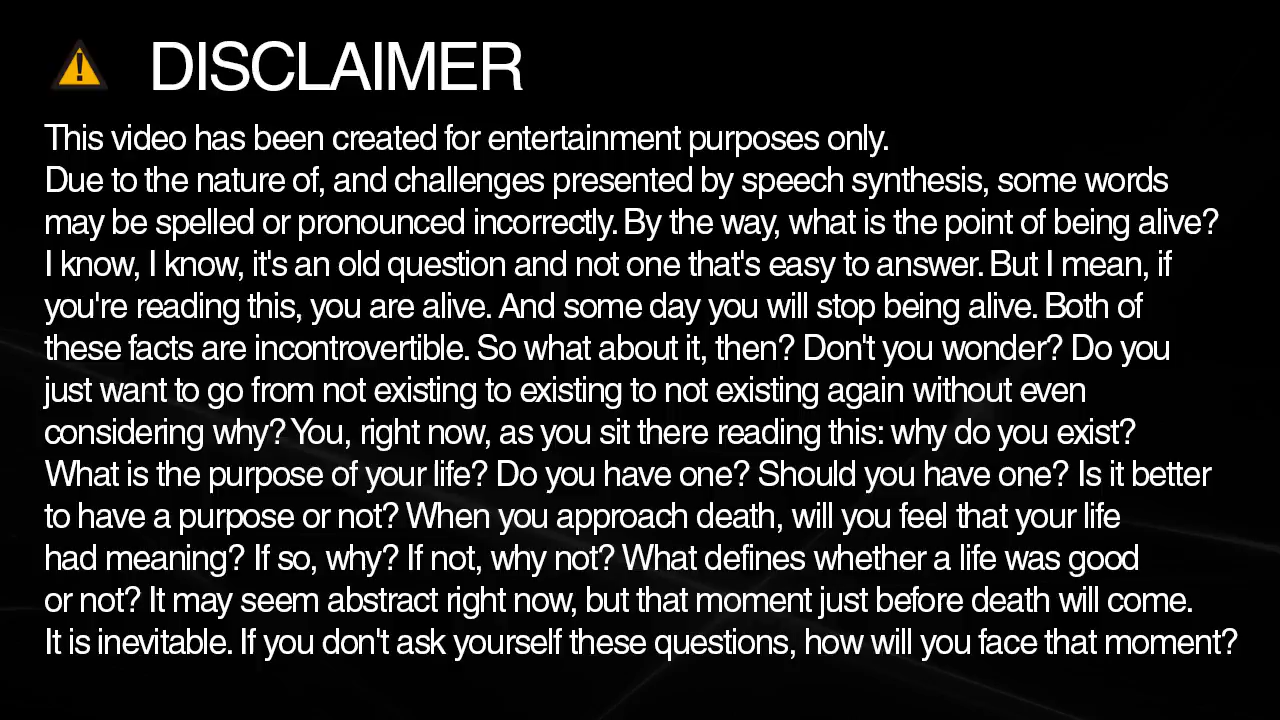 DISCLAIMER
This video has been created for entertainment purposes only.
Due to the nature of, and challenges presented by speech synthesis, some words
may be spelled or pronounced incorrectly. By the way, what is the point of being alive?
I know, I know, it's an old question and not one that's easy to answer. But I mean, if
you're reading this, you are alive. And some day you will stop being alive. Both of
these facts are incontrovertible. So what about it, then? Don't you wonder? Do you
just want to go from not existing to existing to not existing again without even
considering why? You, right now, as you sit there reading this: why do you exist?
What is the purpose of your life? Do you have one? Should you have one? Is it better
to have a purpose or not? When you approach death, will you feel that your life
had meaning? If so, why? If not, why not? What defines whether a life was good
or not? It may seem abstract right now, but that moment just before death will come.
It is inevitable. If you don't ask yourself these questions, how will you face that moment?